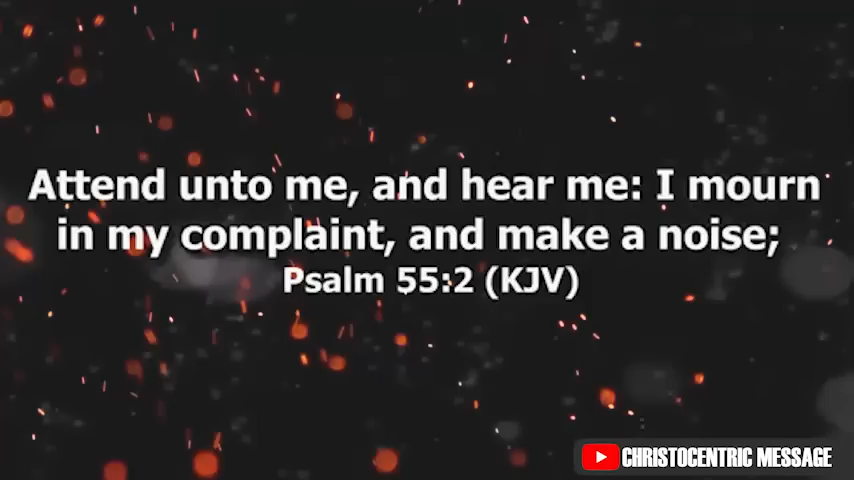 Attend unto me, and hear me: I mourn
in my complaint, and make a noise;
Psalm 55:2 (KJV)
CHRISTOCENTRIC MESSAGE